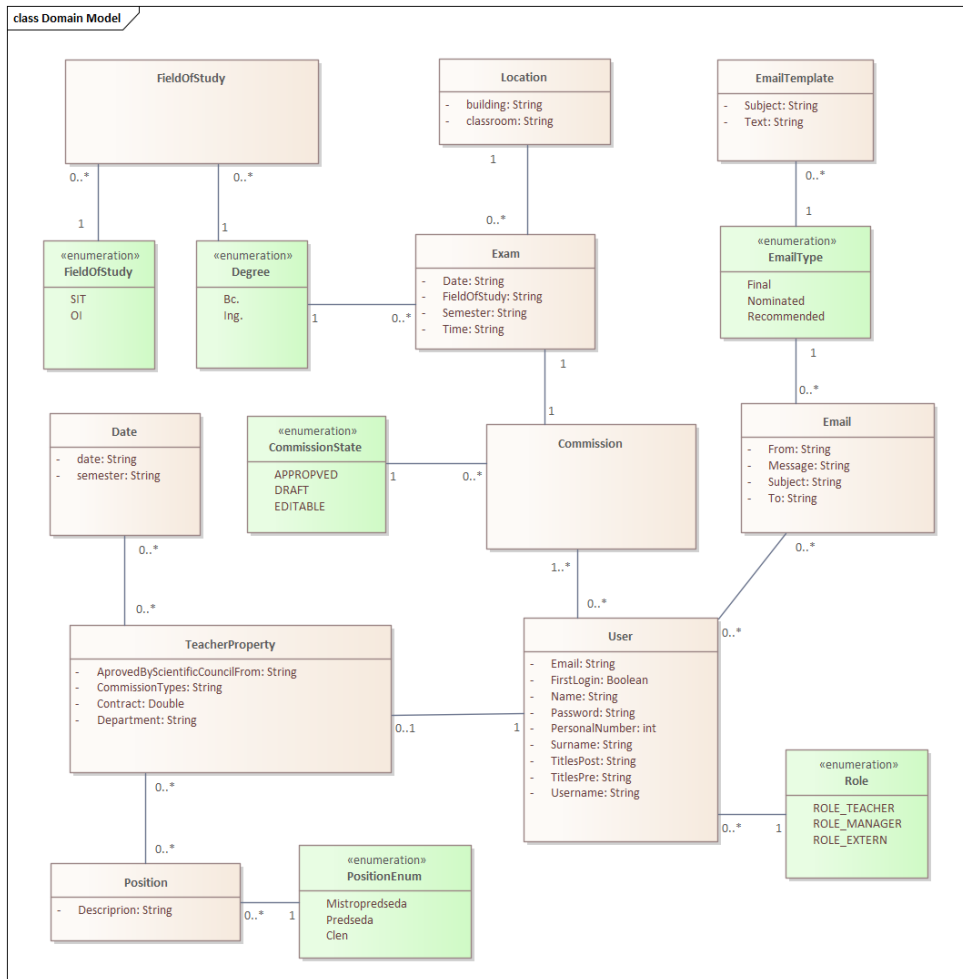 class Domain Model
FieldOfStudy
Location
- building: String
- classroom: String
EmailTemplate
- Subject: String
- Text: String
0..*
0..*
1
0..*
1
1
0..*
1
«enumeration»
FieldOfStudy
SIT
OI
«enumeration»
Degree
Bc.
Ing.
Exam
- Date: String
- FieldOfStudy: String
- Semester: String
- Time: String
«enumeration»
EmailType
Final
Nominated
Recommended
1
0..*
1
1
1
0..*
Date
- date: String
- semester: String
«enumeration»
CommissionState
APPROPVED
DRAFT
EDITABLE
Commission
Email
- From: String
- Message: String
- Subject: String
- To: String
1
0..*
0..*
0..*
1..*
0..*
0..*
0..*
TeacherProperty
- AprovedByScientificCouncilFrom: String
- CommissionTypes: String
- Contract: Double
- Department: String
User
- Email: String
- FirstLogin: Boolean
- Name: String
- Password: String
- PersonalNumber: int
- Surname: String
- TitlesPost: String
- TitlesPre: String
- Username: String
0..1
1
«enumeration»
Role
ROLE_TEACHER
ROLE_MANAGER
ROLE_EXTERN
0..*
1
0..*
0..*
Position
- Descriprion: String
«enumeration»
PositionEnum
Mistropredseda
Predseda
Clen
0..*
1